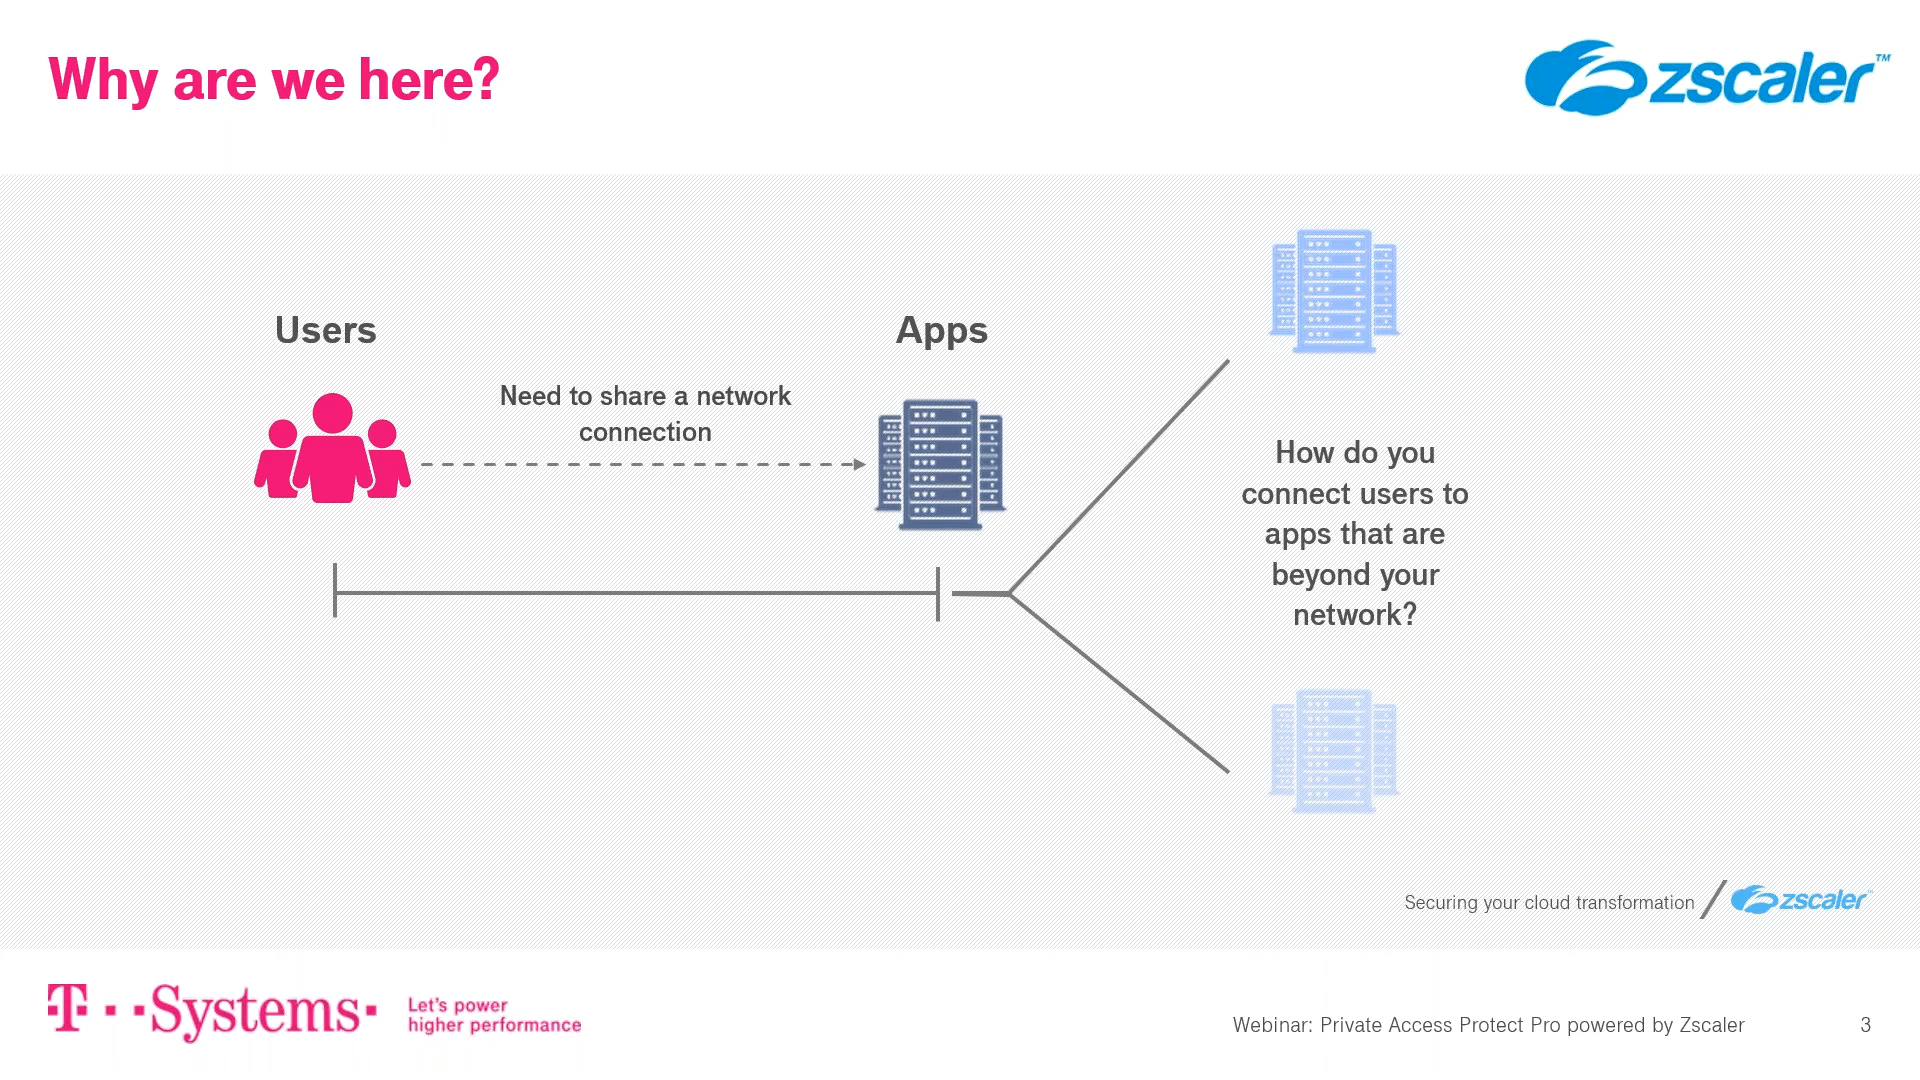 Why are we here?
zscaler™
Users
Apps
Need to share a network
connection
How do you
connect users to
apps that are
beyond your
network?
Securing your cloud transformation
zscaler™
T··Systems·
Let's power
higher performance
Webinar: Private Access Protect Pro powered by Zscaler
3